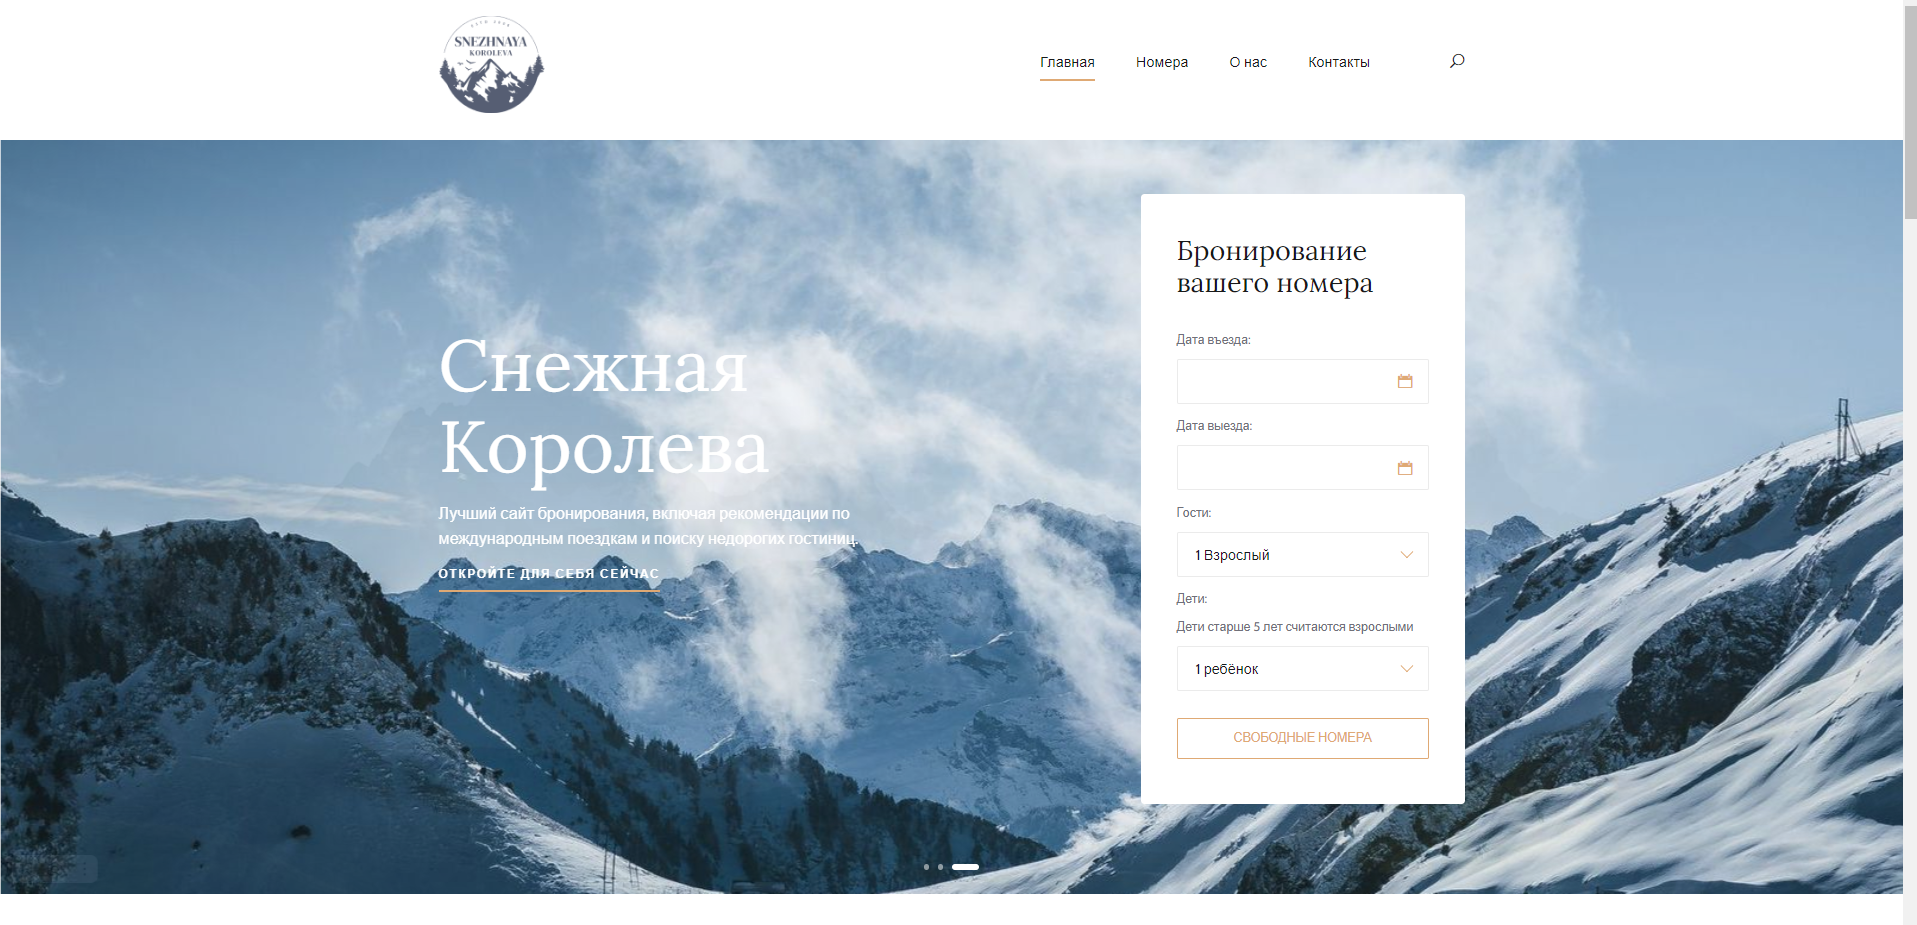 ESTD 2020
SNEZHNAYA
KOROLEVA
Главная
Номера
О нас
Контакты
Снежная
Королева
Лучший сайт бронирования, включая рекомендации по
международным поездкам и поиску недорогих гостиниц.
ОТКРОЙТЕ ДЛЯ СЕБЯ СЕЙЧАС
Бронирование
вашего номера
Дата въезда:
Дата выезда:
Гости:
1 Взрослый
Дети:
Дети старше 5 лет считаются взрослыми
1 ребёнок
СВОБОДНЫЕ НОМЕРА